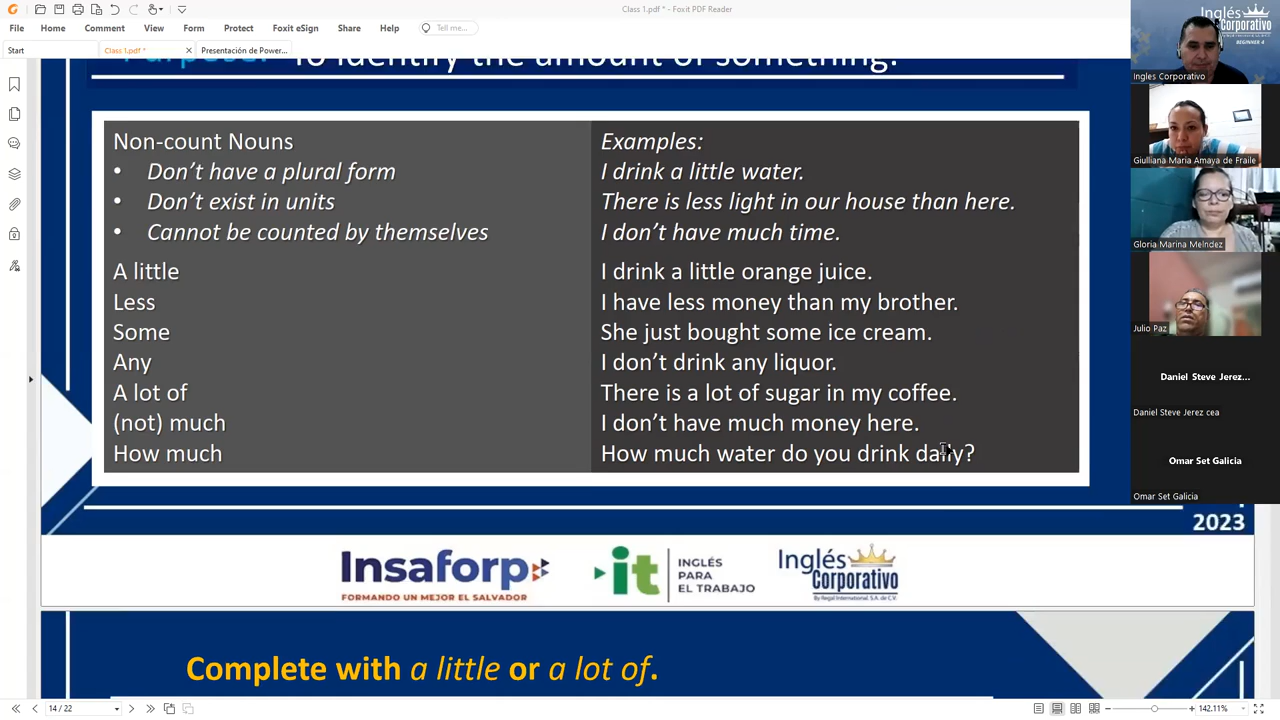 Class 1.pdf * - Foxit PDF Reader
File Home Comment View Form Protect Foxit eSign Share Help Tell me...
Start Class 1.pdf * Presentación de Power...
Purpose: To identify the amount of something.
Non-count Nouns
• Don't have a plural form
• Don't exist in units
• Cannot be counted by themselves
A little
Less
Some
Any
A lot of
(not) much
How much
Examples:
I drink a little water.
There is less light in our house than here.
I don't have much time.
I drink a little orange juice.
I have less money than my brother.
She just bought some ice cream.
I don't drink any liquor.
There is a lot of sugar in my coffee.
I don't have much money here.
How much water do you drink daily?
2023
Insaforp
FORMANDO UN MEJOR EL SALVADOR
it
INGLÉS
PARA
EL TRABAJO
Inglés
Corporativo
By Regal International, S.A. de C.V.
Complete with a little or a lot of.
14 / 22
142.11%
Inglés
Corporativo
BEGINNER 4
Ingles Corporativo
Giulliana Maria Amaya de Fraile
Gloria Marina Melndez
Julio Paz
Daniel Steve Jerez...
Daniel Steve Jerez cea
Omar Set Galicia
Omar Set Galicia